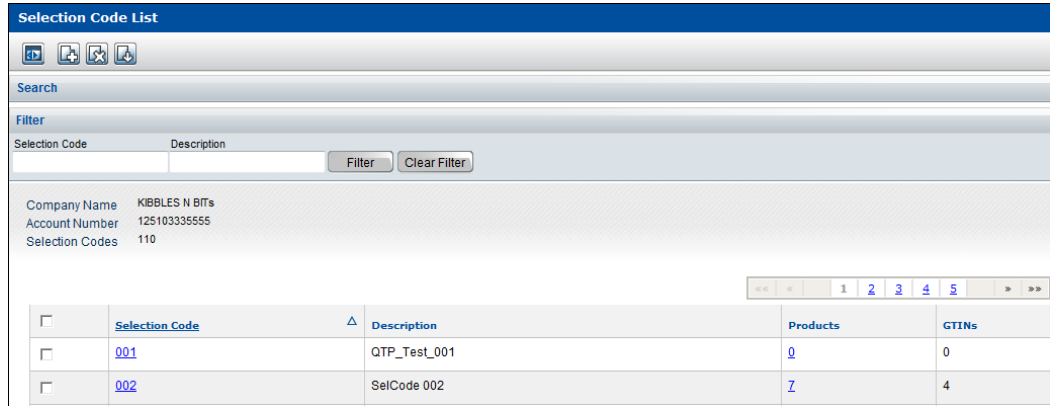 Selection Code List
Search
Filter
Selection Code Description
Filter Clear Filter
Company Name KIBBLES N BITs
Account Number 125103335555
Selection Codes 110
<< < 1 2 3 4 5 > >>
Selection Code Description Products GTINs
001 QTP_Test_001 0 0
002 SelCode 002 7 4